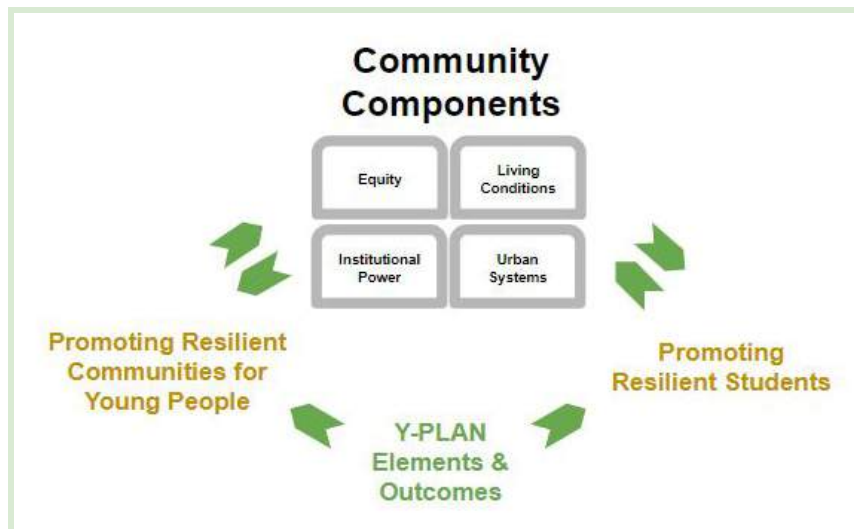 Community
Components
Equity
Living
Conditions
Institutional
Power
Urban
Systems
Promoting Resilient
Communities for
Young People
Promoting
Resilient Students
Y-PLAN
Elements &
Outcomes